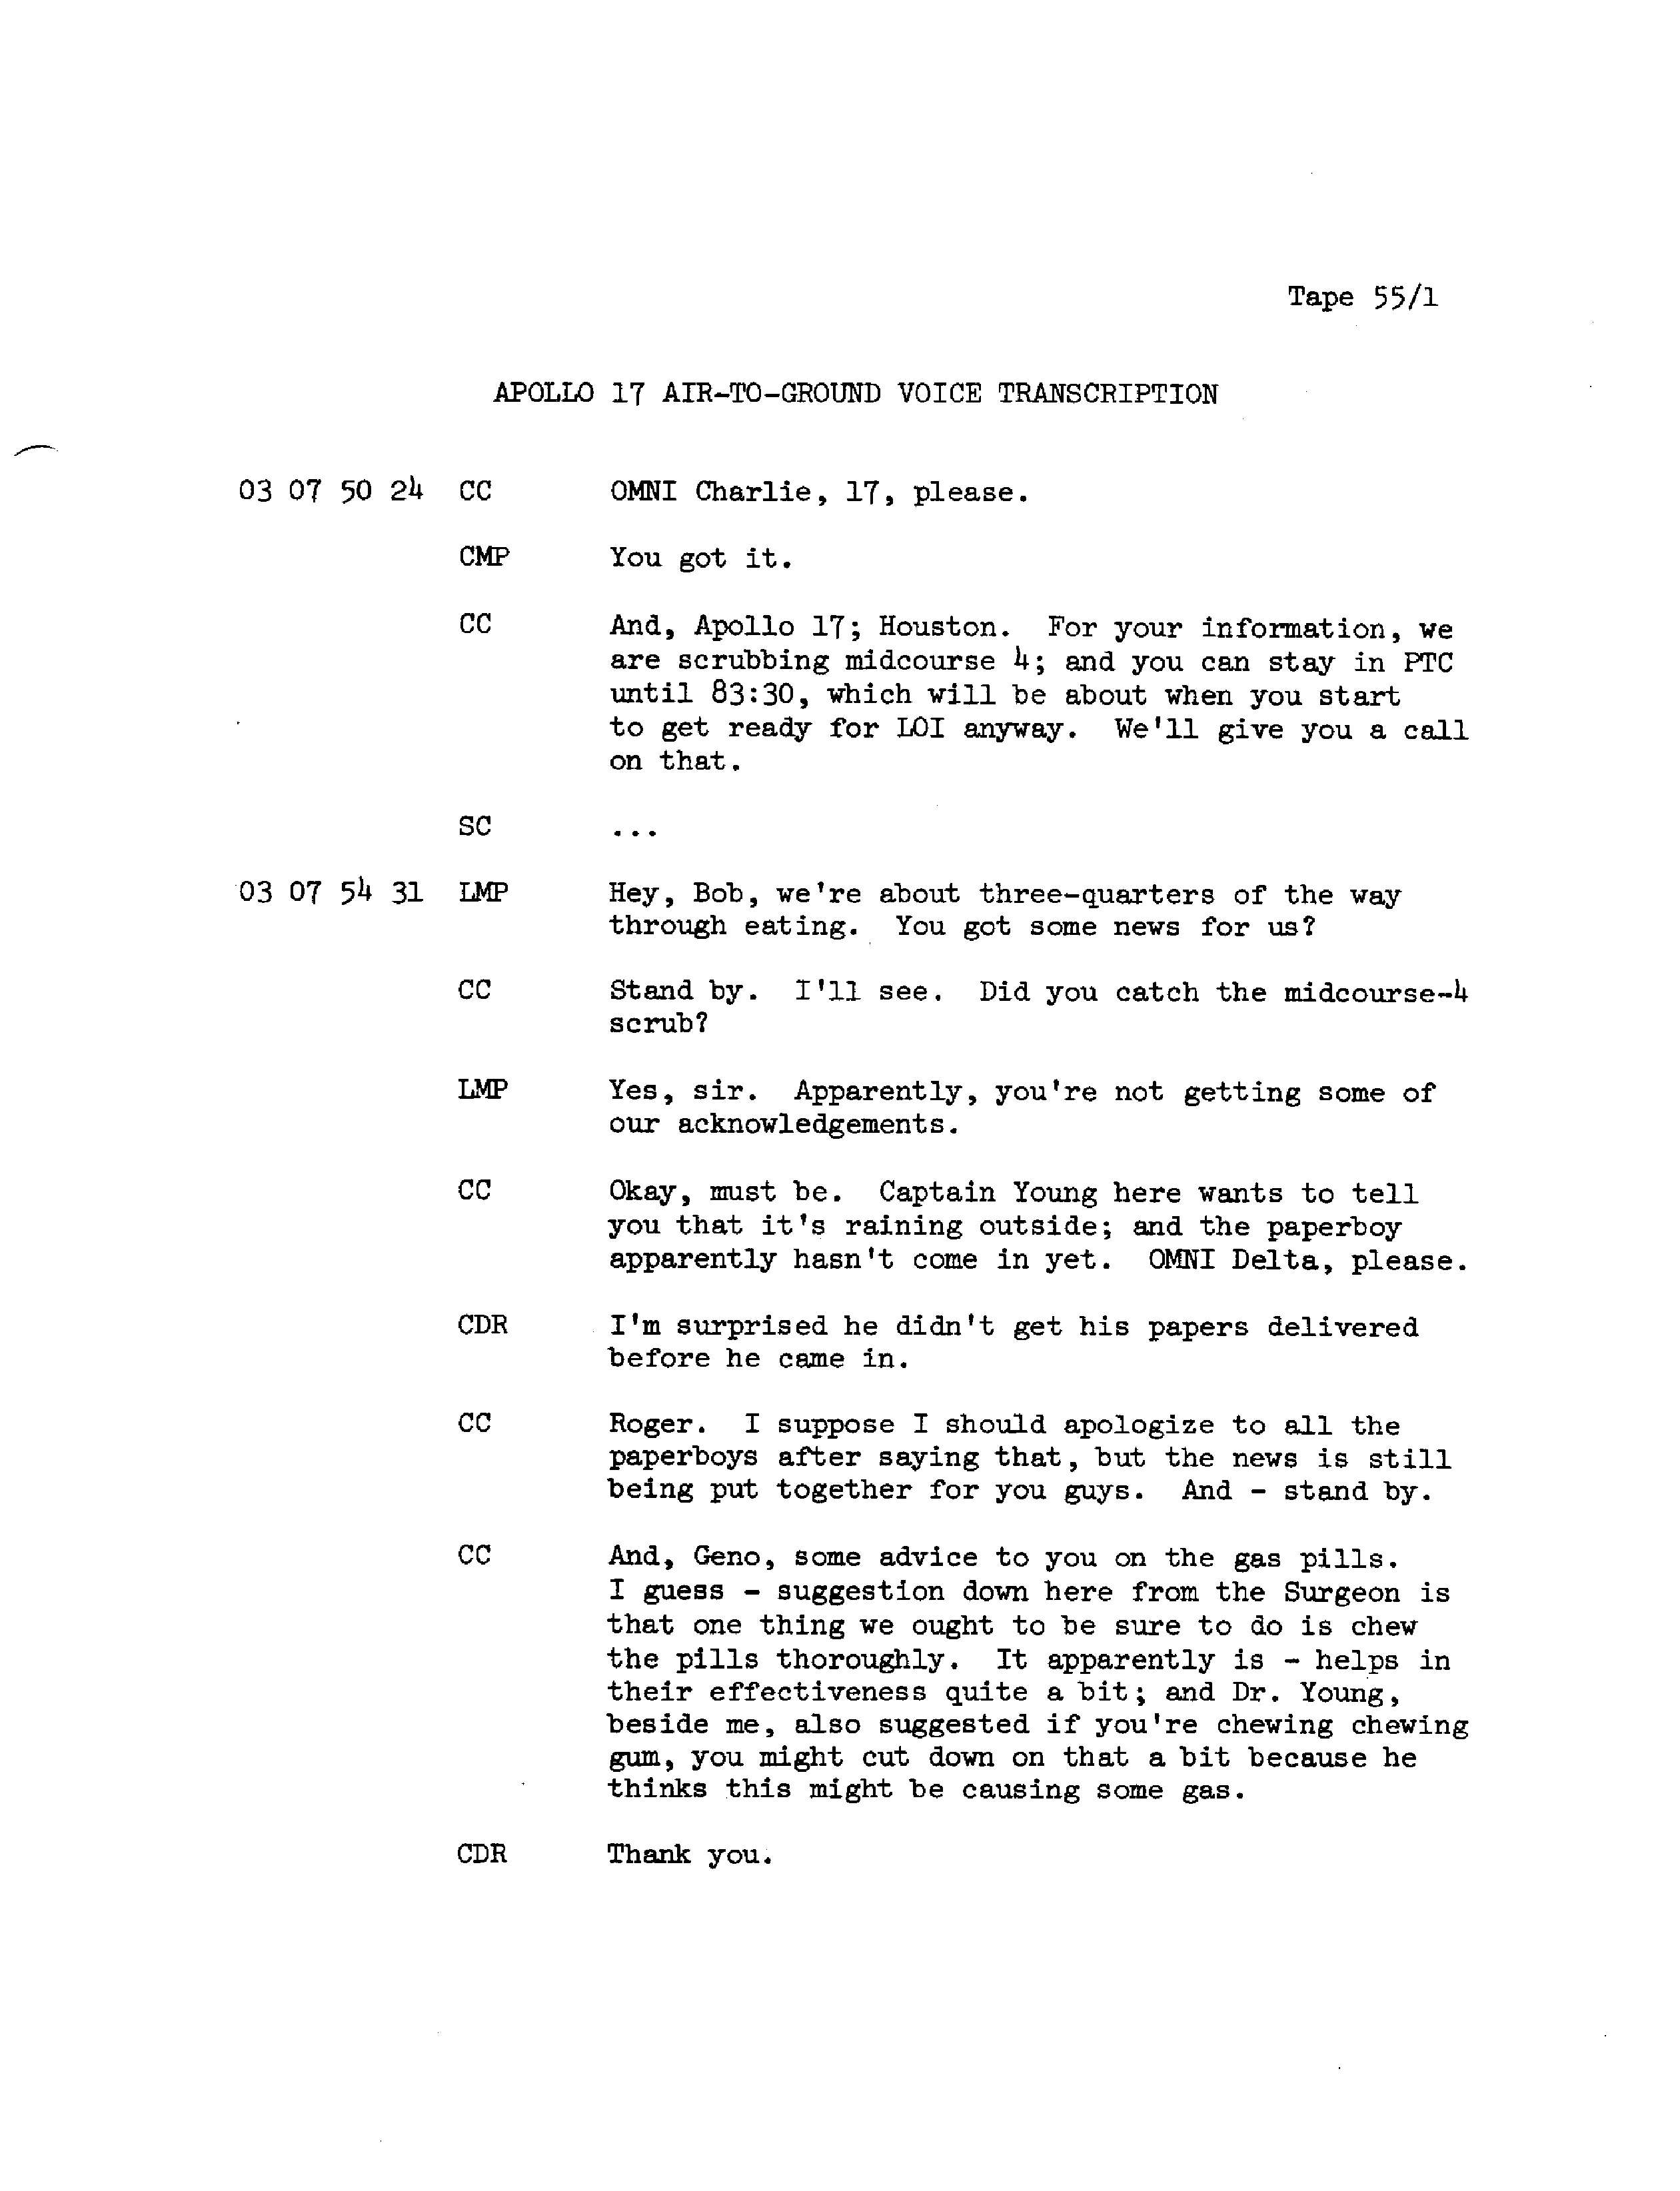 Tape 55/1
APOLLO 17 AIR-TO-GROUND VOICE TRANSCRIPTION
03 07 50 24 CC OMNI Charlie, 17, please.
CMP You got it.
CC And, Apollo 17; Houston. For your information, we
are scrubbing midcourse 4; and you can stay in PTC
until 83:30, which will be about when you start
to get ready for LOI anyway. We'll give you a call
on that.
SC ...
03 07 54 31 LMP Hey, Bob, we're about three-quarters of the way
through eating. You got some news for us?
CC Stand by. I'll see. Did you catch the midcourse-4
scrub?
LMP Yes, sir. Apparently, you're not getting some of
our acknowledgements.
CC Okay, must be. Captain Young here wants to tell
you that it's raining outside; and the paperboy
apparently hasn't come in yet. OMNI Delta, please.
CDR I'm surprised he didn't get his papers delivered
before he came in.
CC Roger. I suppose I should apologize to all the
paperboys after saying that, but the news is still
being put together for you guys. And - stand by.
CC And, Geno, some advice to you on the gas pills.
I guess - suggestion down here from the Surgeon is
that one thing we ought to be sure to do is chew
the pills thoroughly. It apparently is - helps in
their effectiveness quite a bit; and Dr. Young,
beside me, also suggested if you're chewing chewing
gum, you might cut down on that a bit because he
thinks this might be causing some gas.
CDR Thank you.